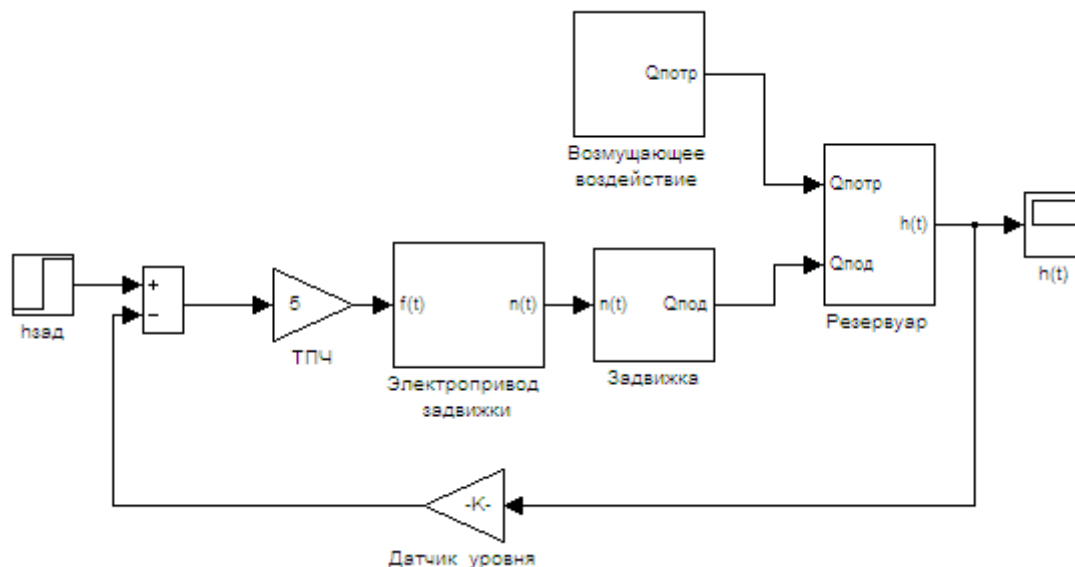 Qпотр
Возмущающее
воздействие
Qпотр
h(t)
Qпод
Резервуар
h(t)
+
−
hзад
5
ТПЧ
f(t)
n(t)
Электропривод
задвижки
n(t)
Qпод
Задвижка
-K-
Датчик уровня